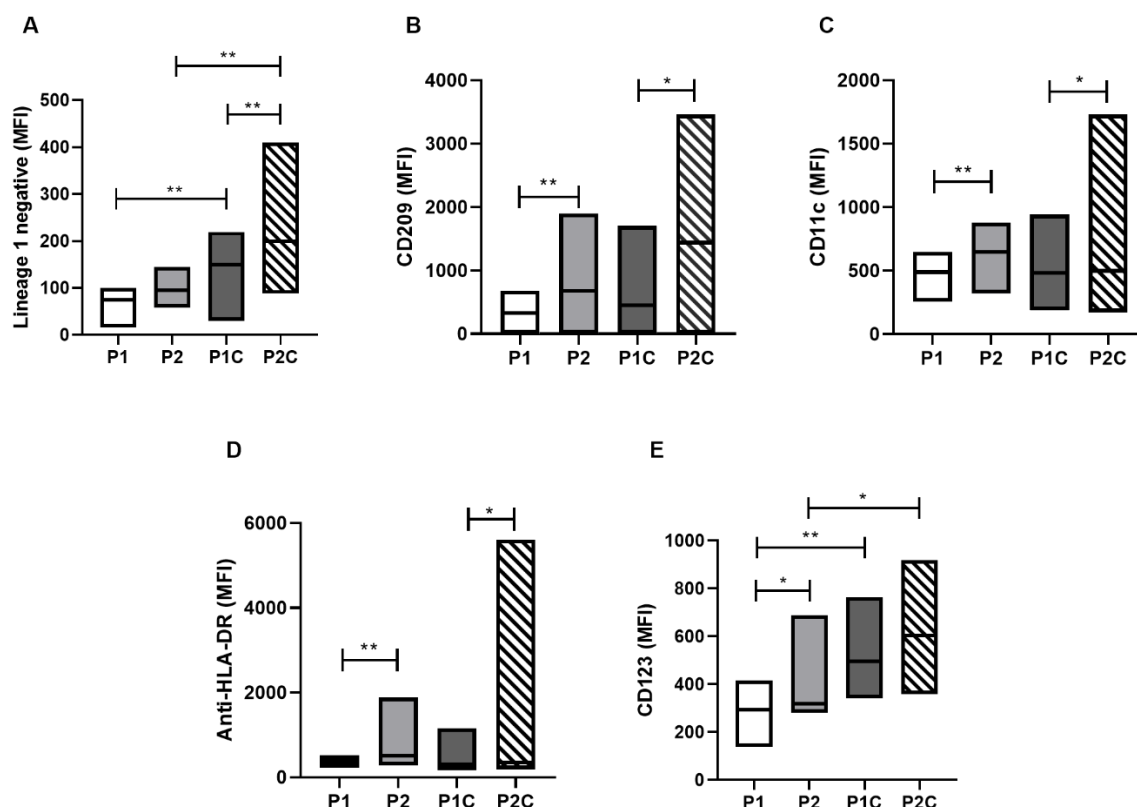 A
**
**
**
Lineage 1 negative (MFI)
500
400
300
200
100
0
P1 P2 P1C P2C
B
*
**
CD209 (MFI)
4000
3000
2000
1000
0
P1 P2 P1C P2C
C
*
**
CD11c (MFI)
2000
1500
1000
500
0
P1 P2 P1C P2C
D
*
**
Anti-HLA-DR (MFI)
6000
4000
2000
0
P1 P2 P1C P2C
E
*
**
*
CD123 (MFI)
1000
800
600
400
200
0
P1 P2 P1C P2C